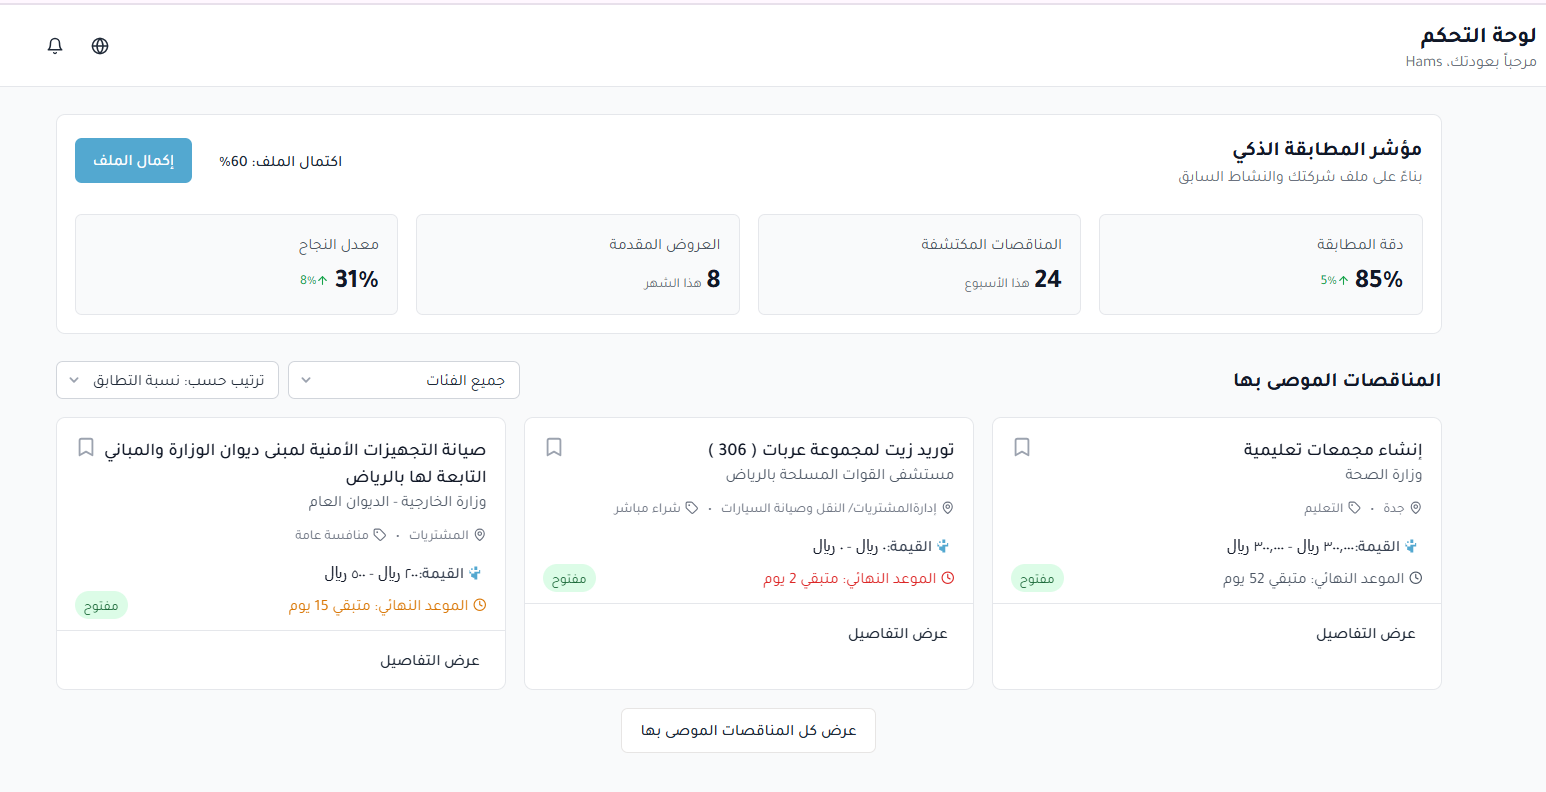 لوحة التحكم
مرحباً بعودتك، Hams
مؤشر المطابقة الذكي
بناءً على ملف شركتك والنشاط السابق
اكتمال الملف: 60%
إكمال الملف
دقة المطابقة
85% ↑5%
المناقصات المكتشفة
24 هذا الأسبوع
العروض المقدمة
8 هذا الشهر
معدل النجاح
31% ↑8%
المناقصات الموصى بها
جميع الفئات
ترتيب حسب: نسبة التطابق
إنشاء مجمعات تعليمية
وزارة الصحة
جدة • التعليم
القيمة:٣٠٠,٠٠٠ ريال - ٣٠٠,٠٠٠ ريال
الموعد النهائي: متبقي 52 يوم
مفتوح
عرض التفاصيل
توريد زيت لمجموعة عربات ( 306 )
مستشفى القوات المسلحة بالرياض
إدارةالمشتريات/ النقل وصيانة السيارات • شراء مباشر
القيمة:٠ ريال - ٠ ريال
الموعد النهائي: متبقي 2 يوم
مفتوح
عرض التفاصيل
صيانة التجهيزات الأمنية لمبنى ديوان الوزارة والمباني
التابعة لها بالرياض
وزارة الخارجية - الديوان العام
المشتريات • منافسة عامة
القيمة:٢٠٠ ريال - ٥٠٠ ريال
الموعد النهائي: متبقي 15 يوم
مفتوح
عرض التفاصيل
عرض كل المناقصات الموصى بها